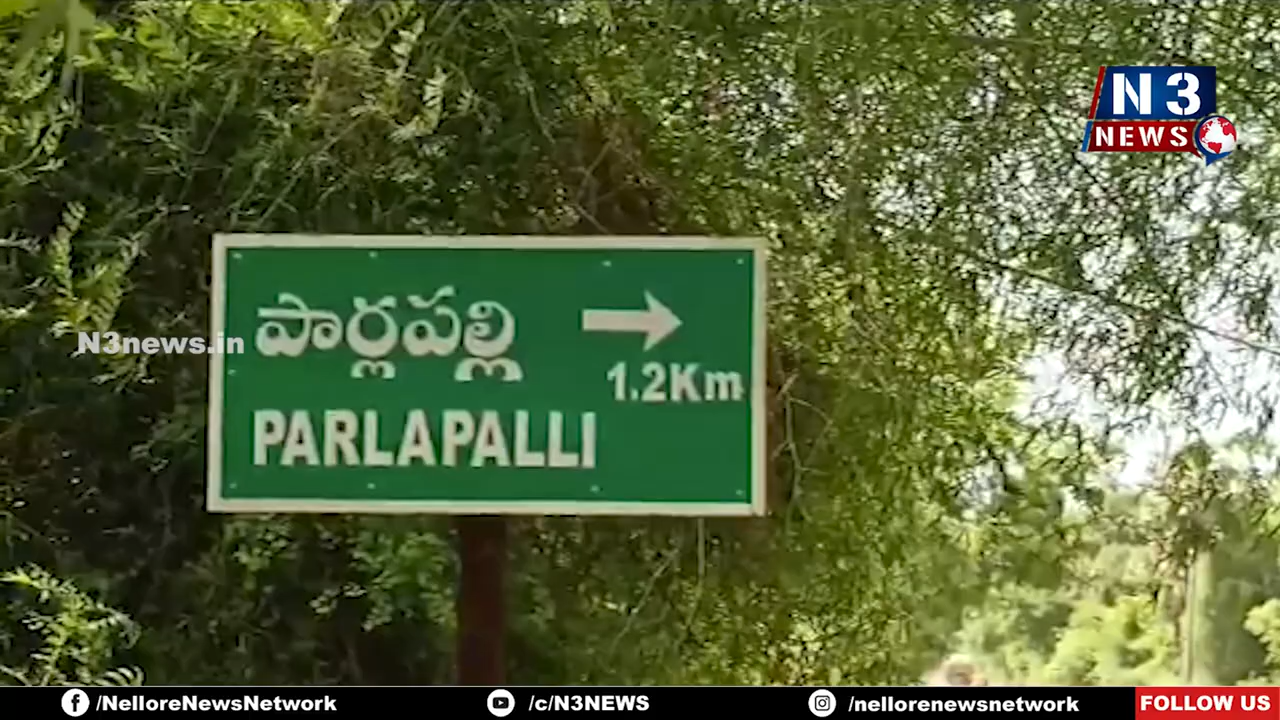 N3
NEWS
పార్లపల్లి
1.2Km
PARLAPALLI
N3news.in
/NelloreNewsNetwork
/c/N3NEWS
/nellorenewsnetwork
FOLLOW US